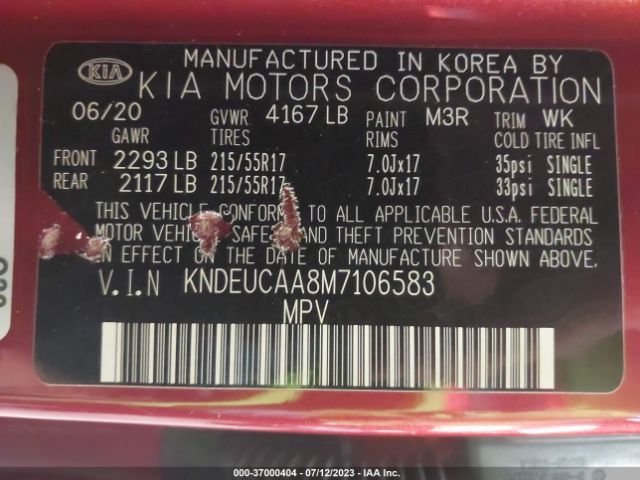 MANUFACTURED IN KOREA BY
KIA KIA MOTORS CORPORATION
06/20 GVWR 4167 LB PAINT M3R TRIM WK
GAWR TIRES RIMS COLD TIRE INFL
FRONT 2293 LB 215/55R17 7.0Jx17 35psi SINGLE
REAR 2117 LB 215/55R17 7.0Jx17 33psi SINGLE
THIS VEHICLE CONFORMS TO ALL APPLICABLE U.S.A. FEDERAL
MOTOR VEHICLE SAFETY AND THEFT PREVENTION STANDARDS
IN EFFECT ON THE DATE OF MANUFACTURE SHOWN ABOVE.
V.I.N KNDEUCAA8M7106583
MPV
000-37000404 - 07/12/2023 - IAA Inc.